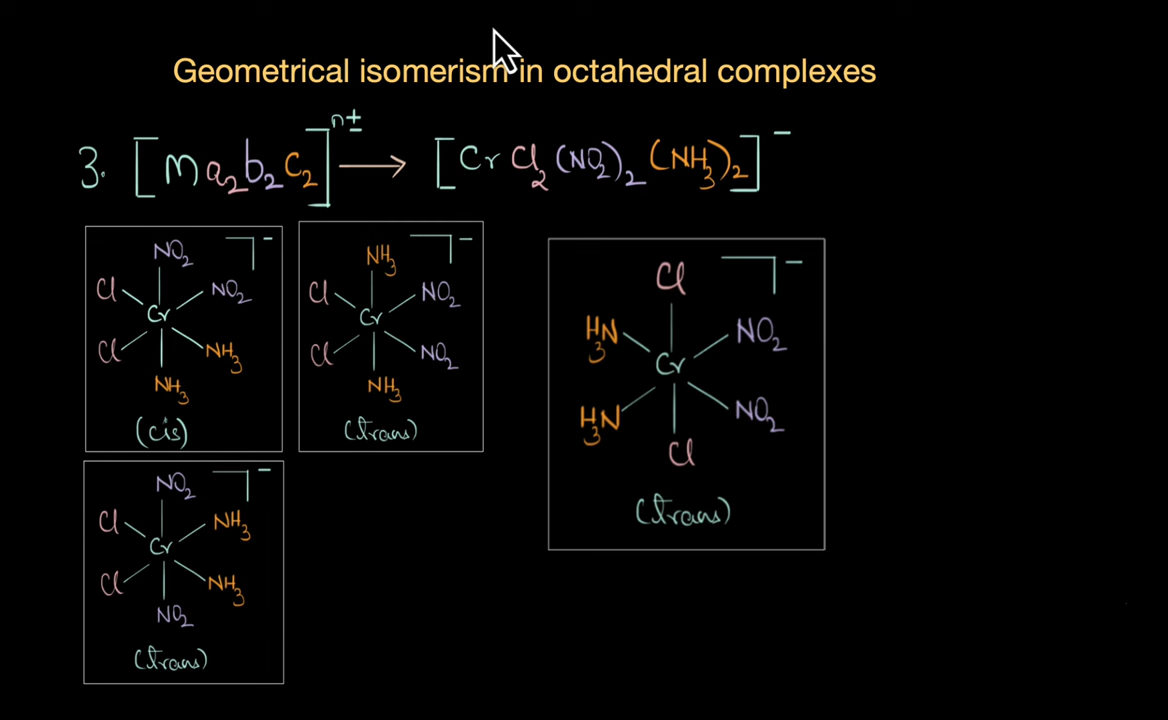 Geometrical isomerism in octahedral complexes
3. [Ma₂b₂c₂]ⁿ± → [CrCl₂(NO₂)₂(NH₃)₂]⁻
NO₂ ⁻
Cl NO₂
Cr
Cl NH₃
NH₃
(cis)
NH₃ ⁻
Cl NO₂
Cr
Cl NO₂
NH₃
(trans)
Cl ⁻
H₃N NO₂
Cr
H₃N NO₂
Cl
(trans)
NO₂ ⁻
Cl NH₃
Cr
Cl NH₃
NO₂
(trans)